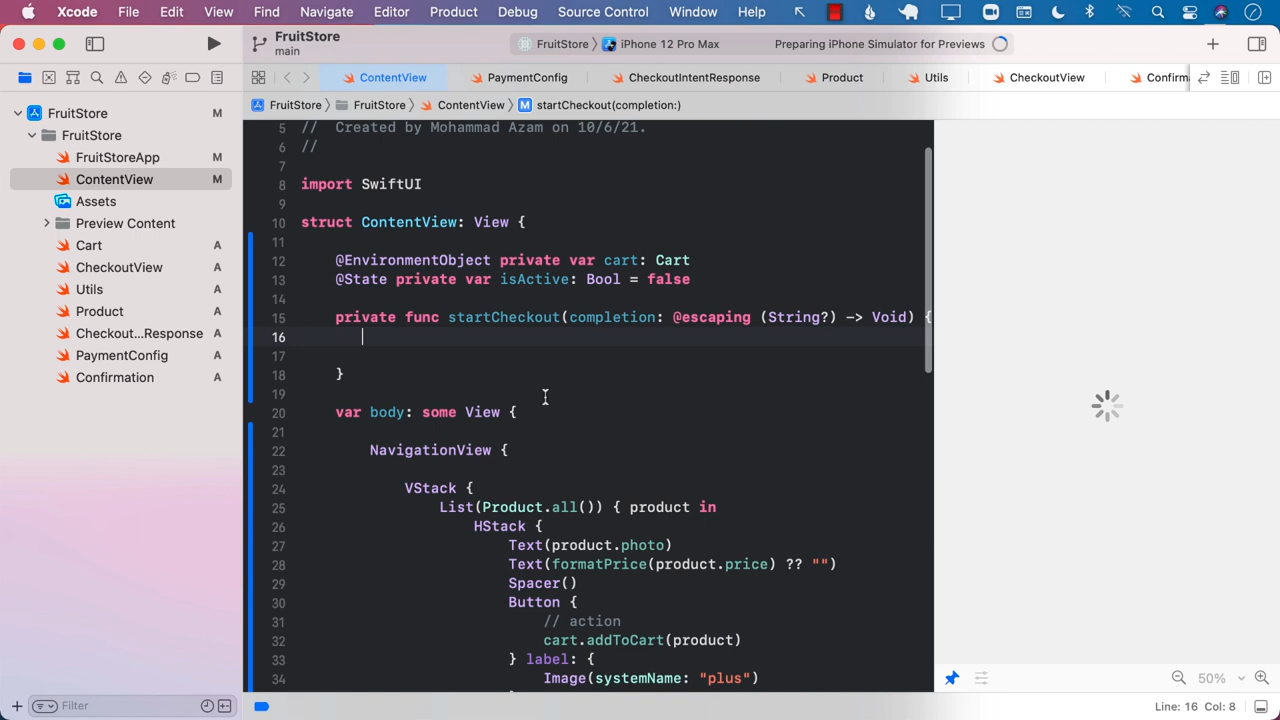 Xcode File Edit View Find Navigate Editor Product Debug Source Control Window Help
FruitStore
main
FruitStore 〉 iPhone 12 Pro Max
Preparing iPhone Simulator for Previews
ContentView PaymentConfig CheckoutIntentResponse Product Utils CheckoutView Confirm
FruitStore 〉 FruitStore 〉 ContentView 〉 M startCheckout(completion:)
FruitStore M
FruitStore
FruitStoreApp M
ContentView M
Assets
Preview Content
Cart A
CheckoutView A
Utils A
Product A
Checkout...Response A
PaymentConfig A
Confirmation A
Filter
5 //  Created by Mohammad Azam on 10/6/21.
6 //
7
8 import SwiftUI
9
10 struct ContentView: View {
11
12 @EnvironmentObject private var cart: Cart
13 @State private var isActive: Bool = false
14
15 private func startCheckout(completion: @escaping (String?) -> Void) {
16
17
18 }
19
20 var body: some View {
21
22 NavigationView {
23
24 VStack {
25 List(Product.all()) { product in
26 HStack {
27 Text(product.photo)
28 Text(formatPrice(product.price) ?? "")
29 Spacer()
30 Button {
31 // action
32 cart.addToCart(product)
33 } label: {
34 Image(systemName: "plus")
50%
Line: 16 Col: 8